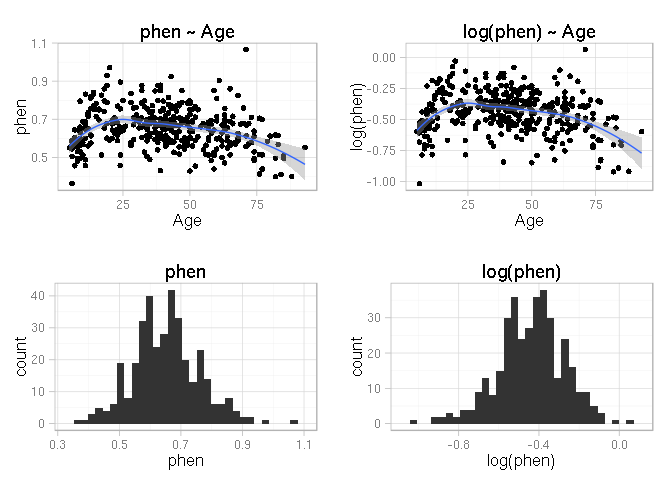 phen ~ Age
1.1
0.9
0.7
0.5
phen
25
50
75
Age
log(phen) ~ Age
0.00
-0.25
-0.50
-0.75
-1.00
log(phen)
25
50
75
Age
phen
40
30
20
10
0
count
0.3
0.5
0.7
0.9
1.1
phen
log(phen)
30
20
10
0
count
-0.8
-0.4
0.0
log(phen)